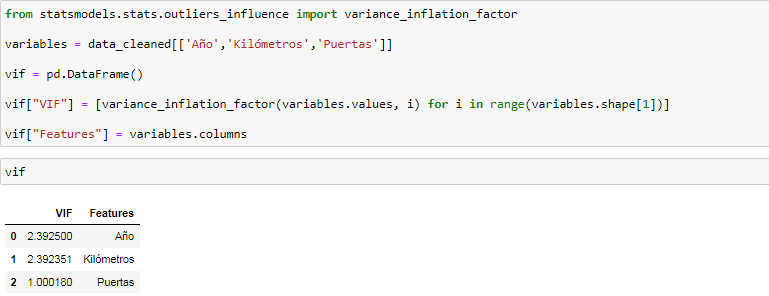 from statsmodels.stats.outliers_influence import variance_inflation_factor
variables = data_cleaned[['Año','Kilómetros','Puertas']]
vif = pd.DataFrame()
vif["VIF"] = [variance_inflation_factor(variables.values, i) for i in range(variables.shape[1])]
vif["Features"] = variables.columns
vif
VIF Features
0 2.392500 Año
1 2.392351 Kilómetros
2 1.000180 Puertas